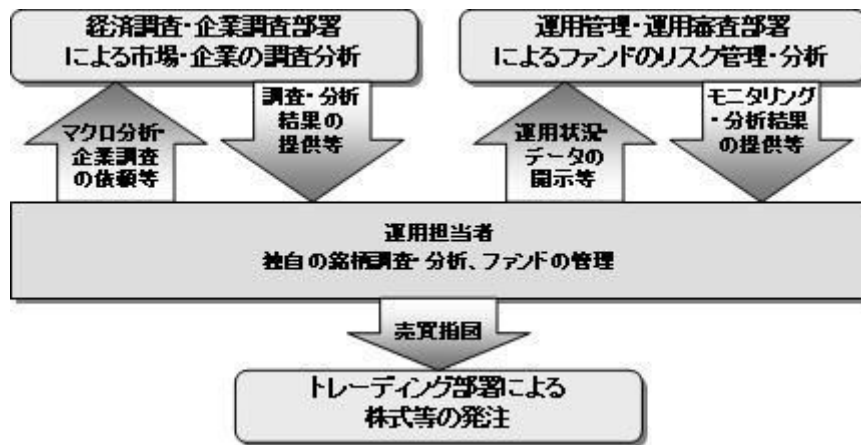 経済調査・企業調査部署
による市場・企業の調査分析
運用管理・運用審査部署
によるファンドのリスク管理・分析
マクロ分析・
企業調査
の依頼等
調査・分析
結果の
提供等
運用状況・
データの
開示等
モニタリング
・分析結果
の提供等
運用担当者
独自の銘柄調査・分析、ファンドの管理
売買指図
トレーディング部署による
株式等の発注